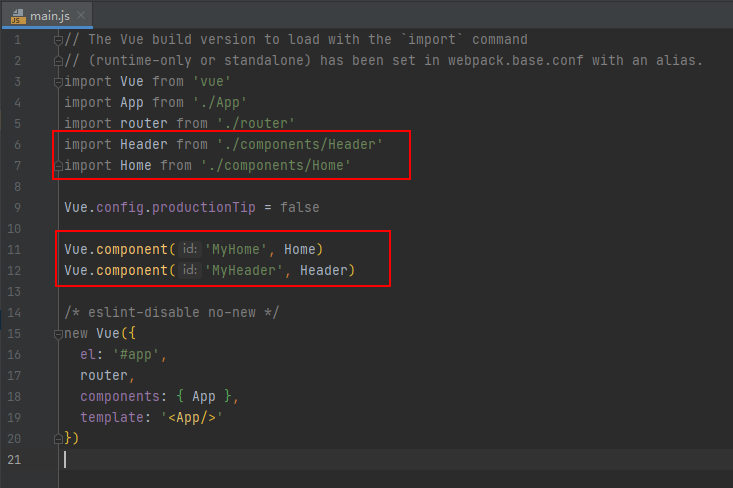 main.js
1 // The Vue build version to load with the `import` command
2 // (runtime-only or standalone) has been set in webpack.base.conf with an alias.
3 import Vue from 'vue'
4 import App from './App'
5 import router from './router'
6 import Header from './components/Header'
7 import Home from './components/Home'
8
9 Vue.config.productionTip = false
10
11 Vue.component( id: 'MyHome', Home)
12 Vue.component( id: 'MyHeader', Header)
13
14 /* eslint-disable no-new */
15 new Vue({
16   el: '#app',
17   router,
18   components: { App },
19   template: '<App/>'
20 })
21